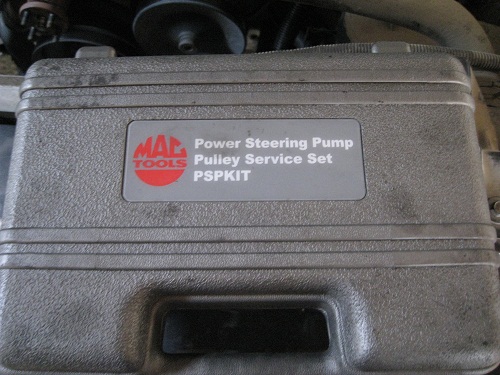 MAC
TOOLS
Power Steering Pump
Pulley Service Set
PSPKIT